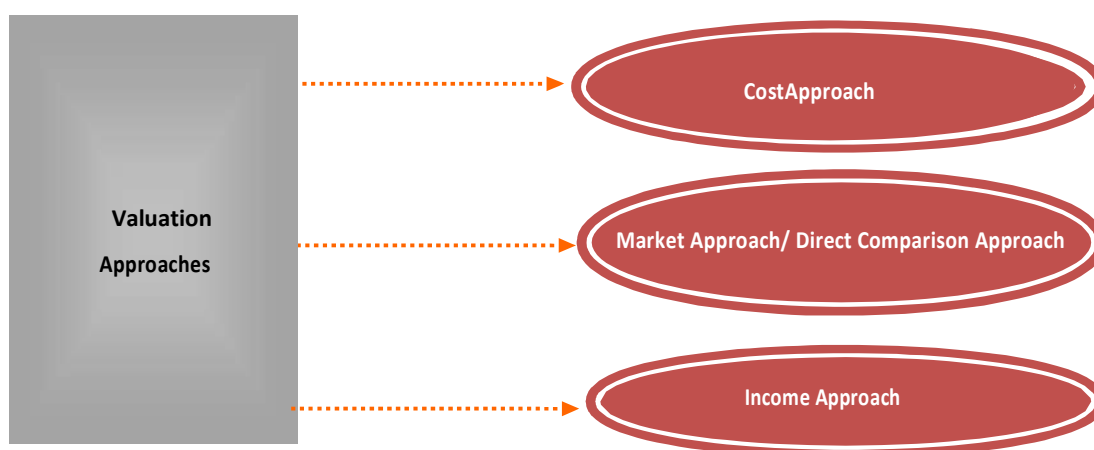 Valuation
Approaches
CostApproach
Market Approach/ Direct Comparison Approach
Income Approach